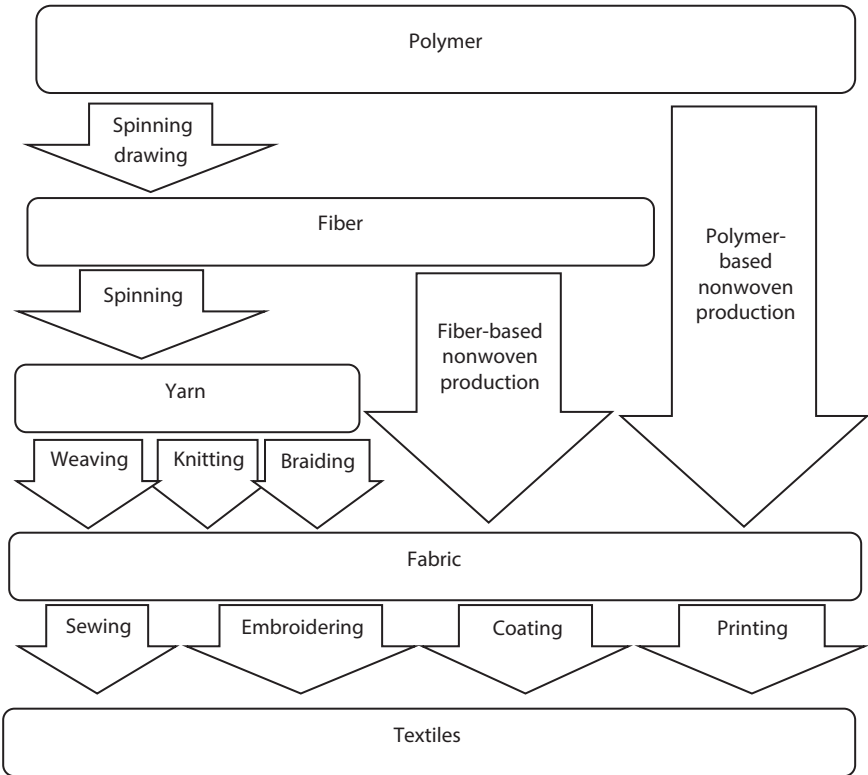 Polymer
Spinning
drawing
Fiber
Polymer-
based
nonwoven
production
Spinning
Fiber-based
nonwoven
production
Yarn
Weaving
Knitting
Braiding
Fabric
Sewing
Embroidering
Coating
Printing
Textiles